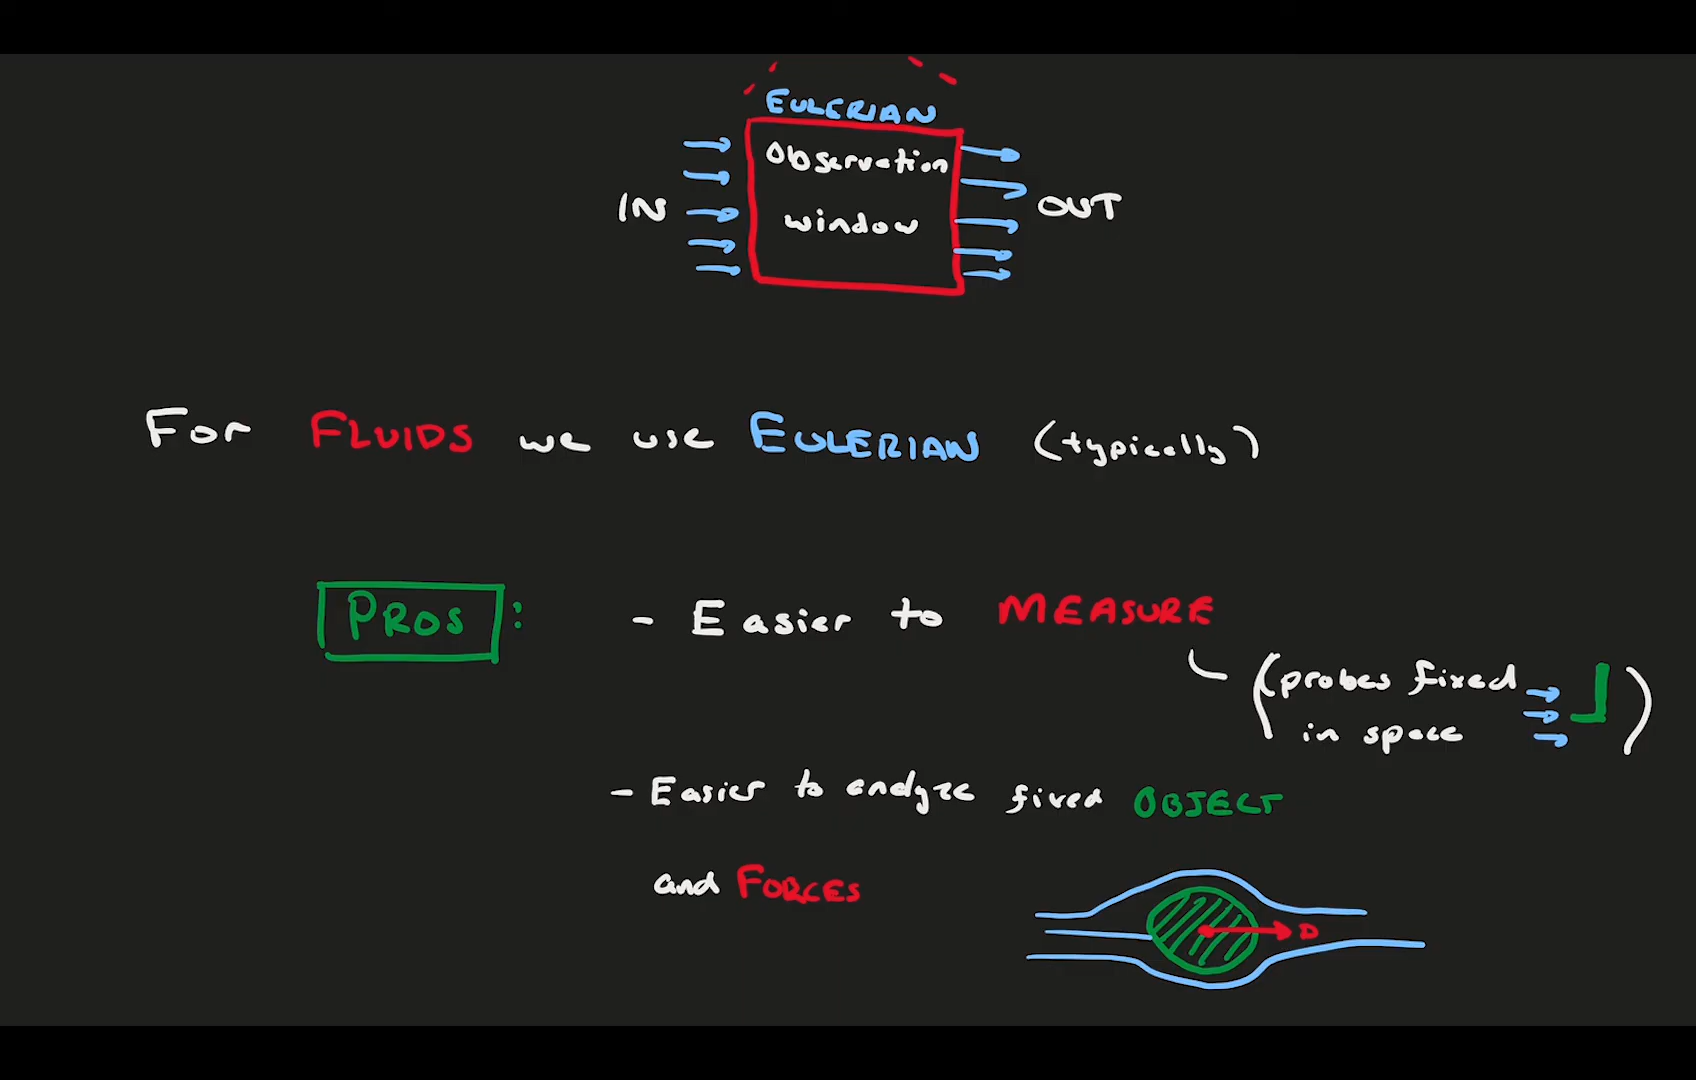 EULERIAN
Observation
window
IN
OUT
For FLUIDS we use EULERIAN (typically)
PROS: - Easier to MEASURE
(probes fixed
in space)
- Easier to analyze fixed OBJECT
and FORCES
D